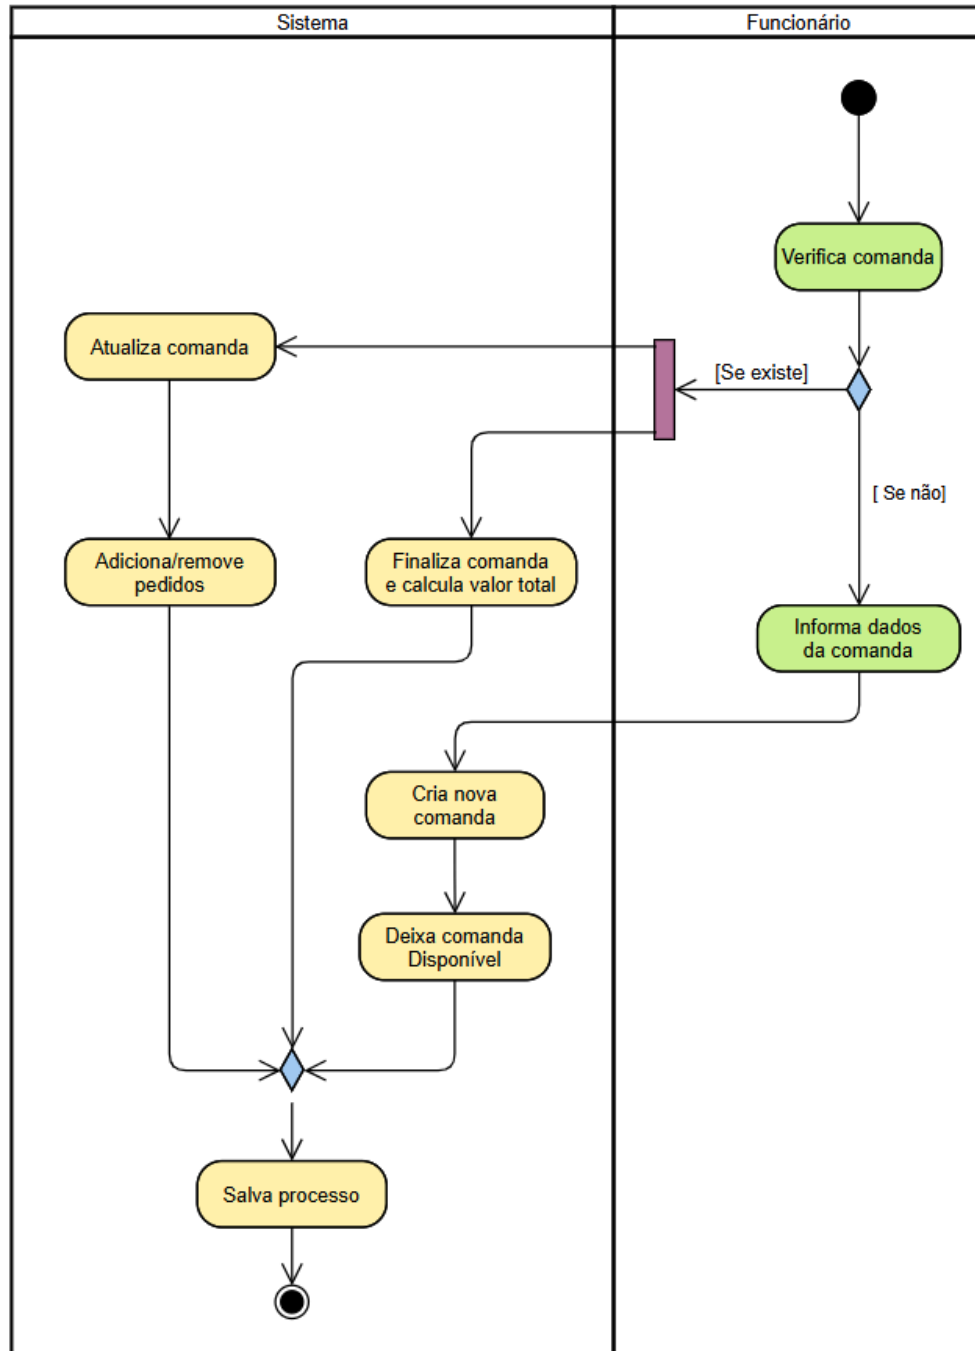 Sistema
Funcionário
Verifica comanda
Atualiza comanda
[Se existe]
[ Se não]
Adiciona/remove
pedidos
Finaliza comanda
e calcula valor total
Informa dados
da comanda
Cria nova
comanda
Deixa comanda
Disponível
Salva processo